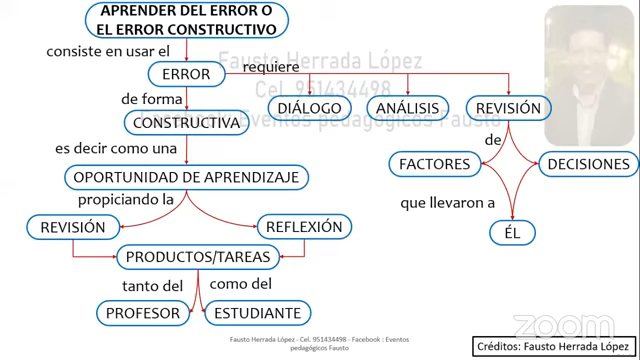 APRENDER DEL ERROR O
EL ERROR CONSTRUCTIVO
consiste en usar el
Fausto Herrada López
ERROR
requiere
Cel. 951434498
de forma
DIÁLOGO
ANÁLISIS
REVISIÓN
CONSTRUCTIVA
Eventos pedagógicos Fausto
es decir como una
de
FACTORES
DECISIONES
OPORTUNIDAD DE APRENDIZAJE
propiciando la
que llevaron a
REVISIÓN
REFLEXIÓN
ÉL
PRODUCTOS/TAREAS
tanto del
como del
PROFESOR
ESTUDIANTE
zoom
Fausto Herrada López - Cel. 951434498 - Facebook : Eventos
pedagógicos Fausto
Créditos: Fausto Herrada López